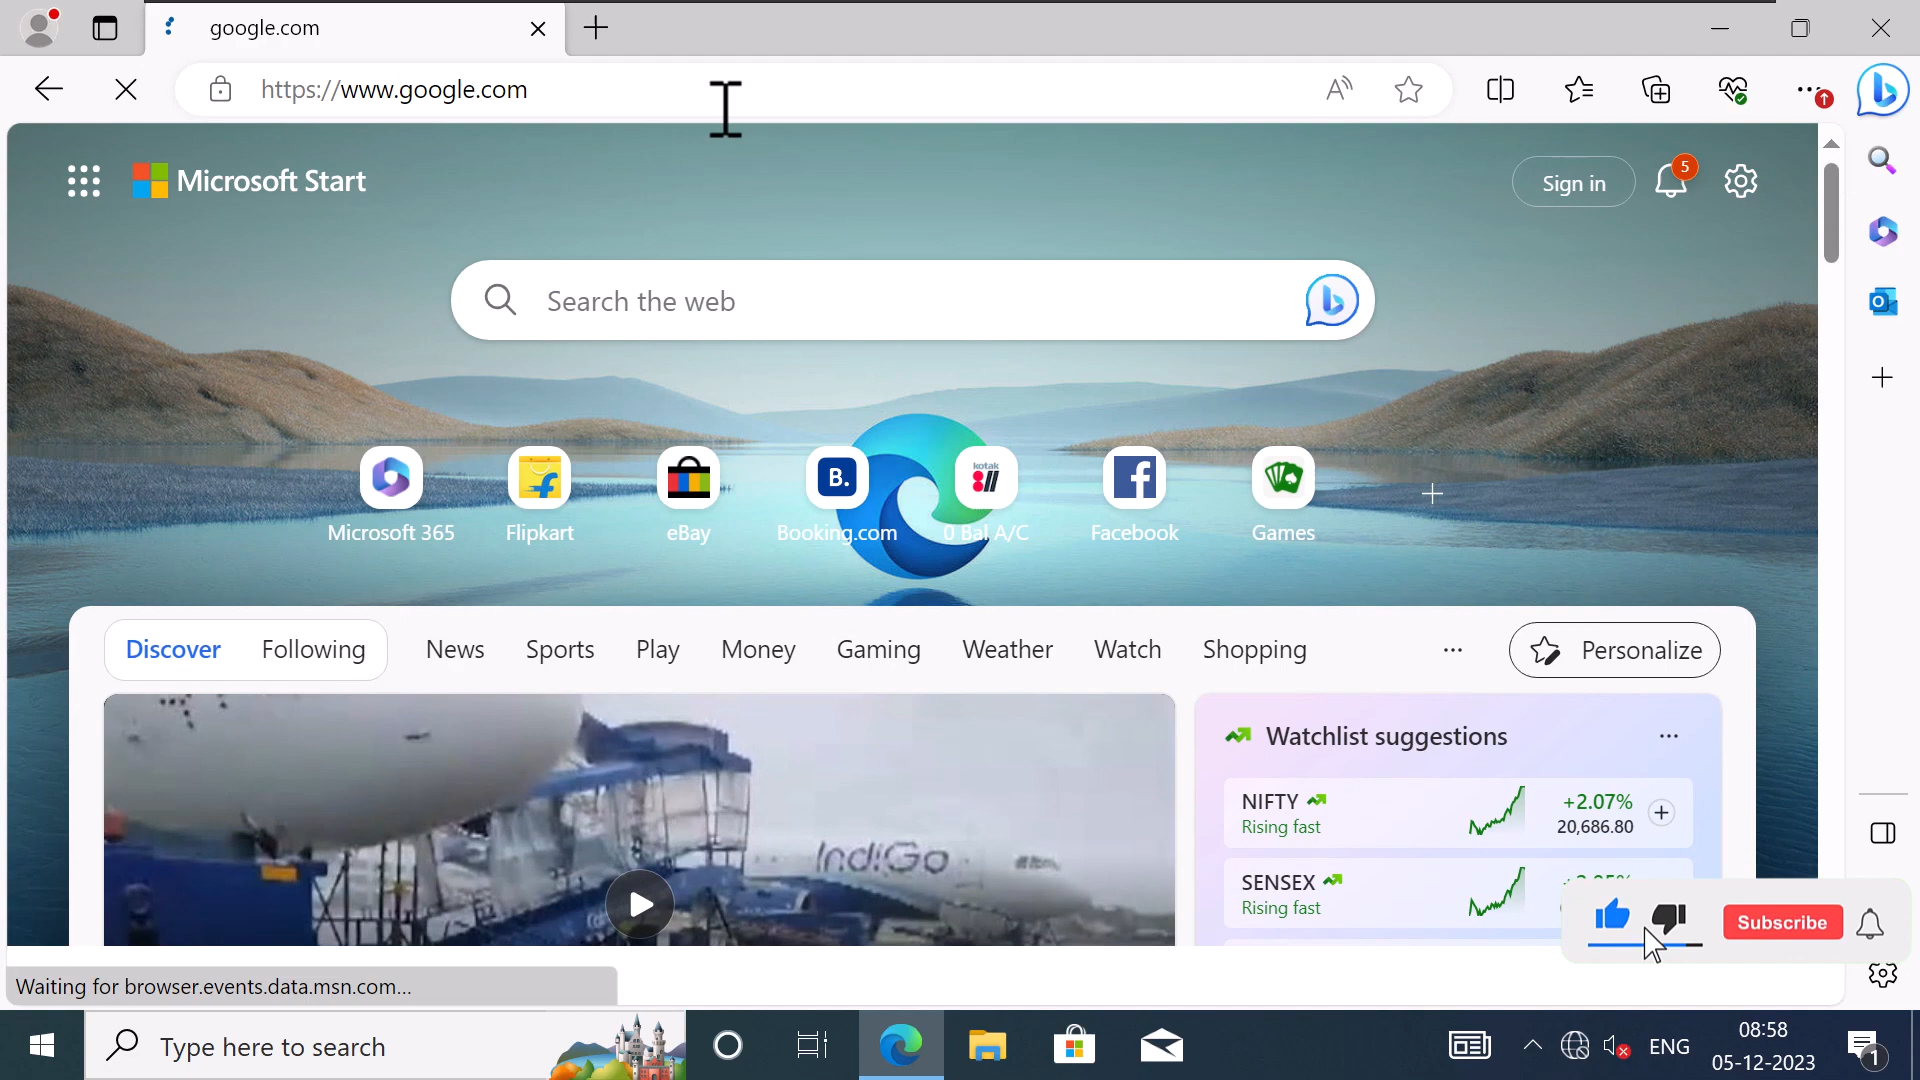 google.com
https://www.google.com
Microsoft Start
Sign in
5
Search the web
Microsoft 365
Flipkart
eBay
B.
Booking.com
kotak
811
0 Bal A/C
Facebook
Games
Discover
Following
News
Sports
Play
Money
Gaming
Weather
Watch
Shopping
Personalize
IndiGo
Watchlist suggestions
NIFTY
+2.07%
Rising fast
20,686.80
SENSEX
Rising fast
Subscribe
Waiting for browser.events.data.msn.com...
Type here to search
ENG
08:58
05-12-2023
1